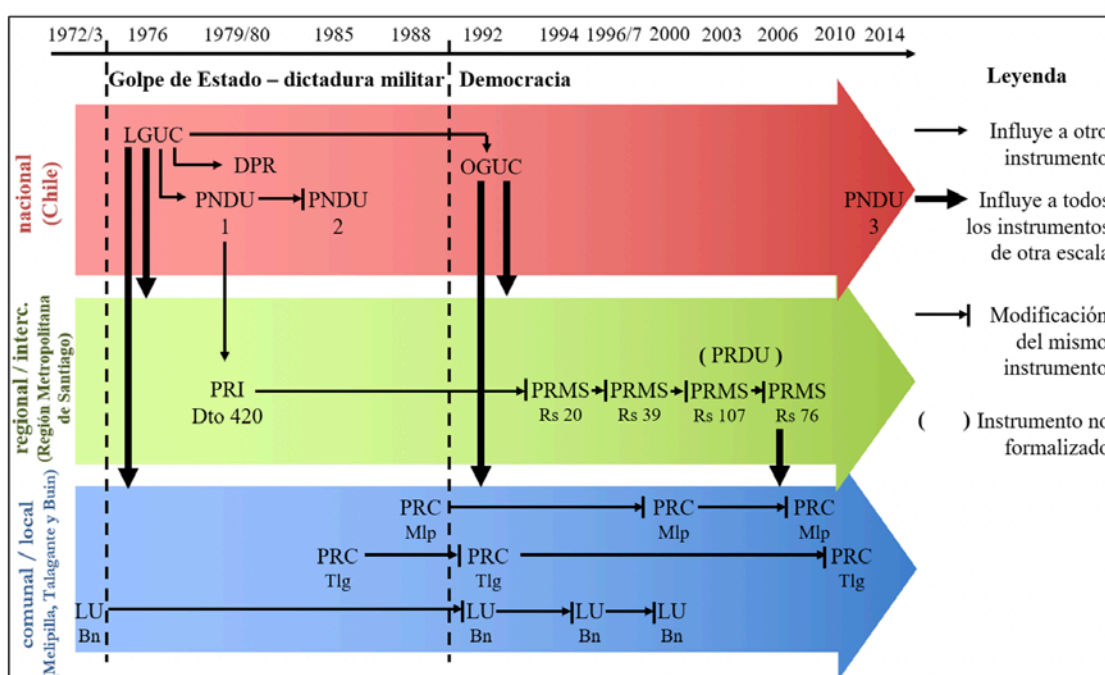 1972/3 1976 1979/80 1985 1988 1992 1994 1996/7 2000 2003 2006 2010 2014
Golpe de Estado – dictadura militar
Democracia
nacional
(Chile)
LGUC
DPR
PNDU
1
PNDU
2
OGUC
PNDU
3
regional / interc.
(Región Metropolitana
de Santiago)
PRI
Dto 420
( PRDU )
PRMS PRMS PRMS PRMS
Rs 20 Rs 39 Rs 107 Rs 76
comunal / local
Melipilla, Talagante y Buin)
PRC PRC PRC
Mlp Mlp Mlp
PRC PRC PRC
Tlg Tlg Tlg
LU LU LU LU
Bn Bn Bn Bn
Leyenda
Influye a otro
instrumento
Influye a todos
los instrumentos
de otra escala
Modificación
del mismo
instrumento
( ) Instrumento no
formalizado